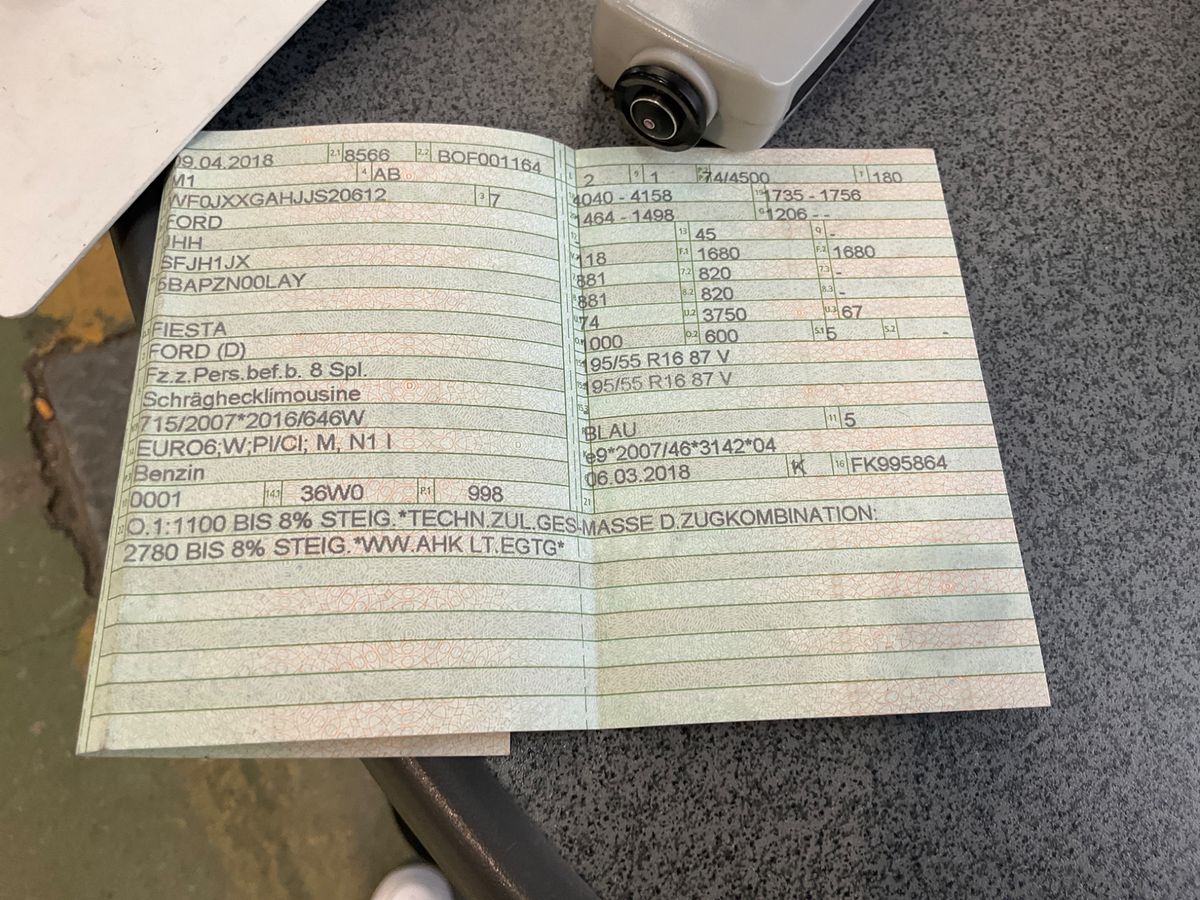 09.04.2018 2.1 8566 2.2 BOF001164
M1 4 AB
WF0JXXGAHJJS20612 3 7
FORD
JHH
SFJH1JX
5BAPZN00LAY
FIESTA
FORD (D)
Fz.z.Pers.bef.b. 8 Spl.
Schräghecklimousine
715/2007*2016/646W
EURO6;W;PI/CI; M, N1 I
Benzin
0001 14.1 36W0 P.1 998
22 O.1:1100 BIS 8% STEIG.*TECHN.ZUL.GES-MASSE D.ZUGKOMBINATION:
2780 BIS 8% STEIG.*WW.AHK LT.EGTG*
2 9 1 74/4500 T 180
4040 - 4158 1735 - 1756
1464 - 1498 1206 - -
118 13 45 Q -
F.1 1680 F.2 1680
881 7.2 820 7.3 -
881 8.2 820 8.3 -
74 U.2 3750 U.3 67
1000 O.2 600 S.1 5 S.2 -
195/55 R16 87 V
195/55 R16 87 V
BLAU 11 5
e9*2007/46*3142*04
06.03.2018 K 16 FK995864
21